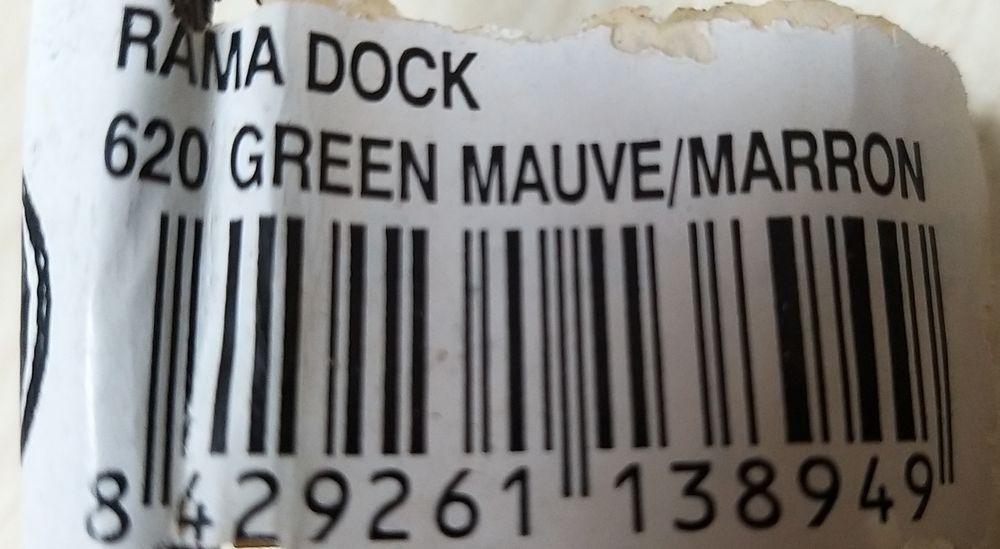 RAMA DOCK
620 GREEN MAUVE/MARRON
8 429261 138949